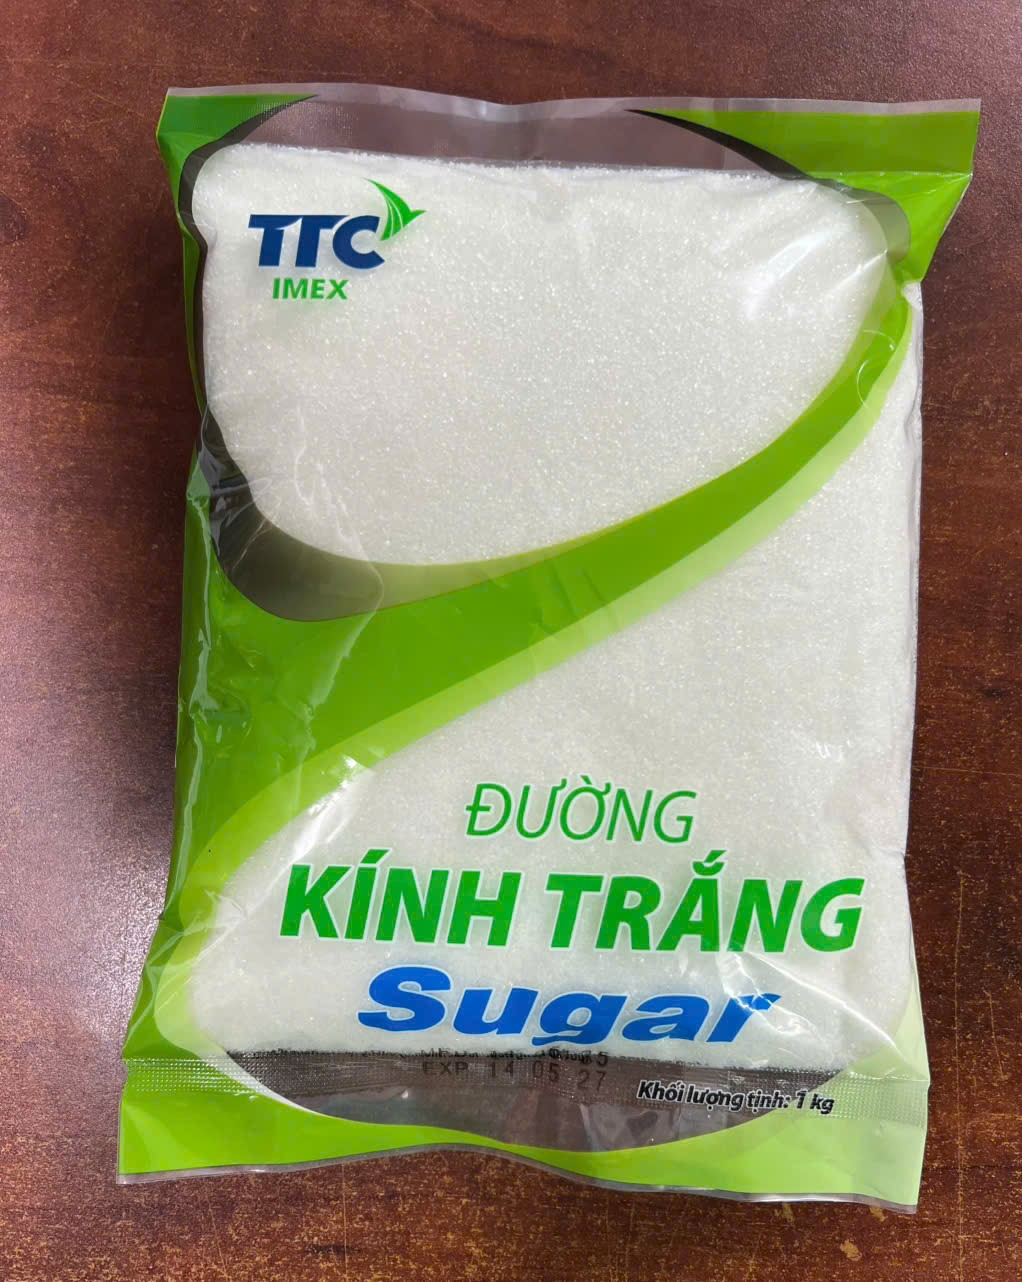 TTC
IMEX
ĐƯỜNG
KÍNH TRẮNG
Sugar
EXP 14 05 27
Khối lượng tịnh: 1 kg